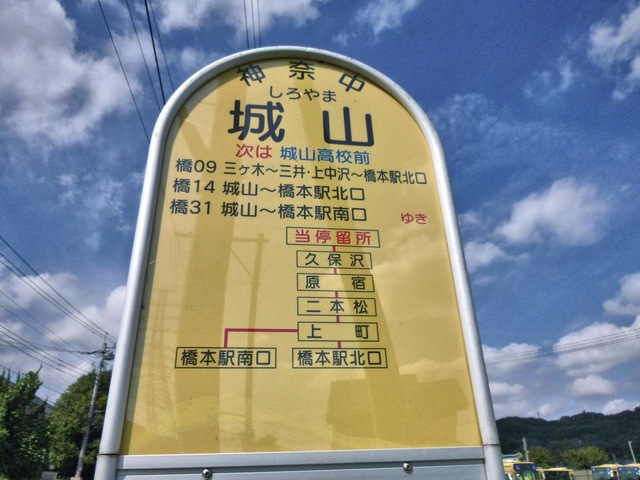 神奈中
しろやま
城山
次は 城山高校前
橋09 三ヶ木～三井・上中沢～橋本駅北口
橋14 城山～橋本駅北口
橋31 城山～橋本駅南口
ゆき
当停留所
久保沢
原宿
二本松
上町
橋本駅南口 橋本駅北口